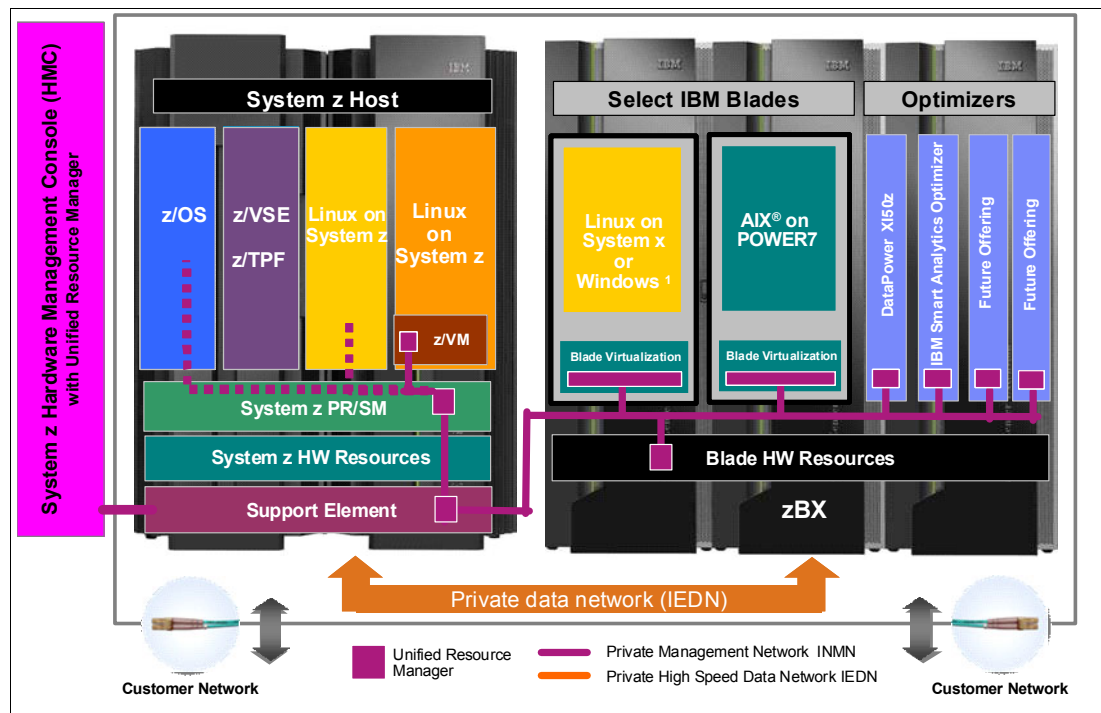 System z Hardware Management Console (HMC)
with Unified Resource Manager
IBM
IBM
IBM
IBM
System z Host
Select IBM Blades
Optimizers
z/OS
z/VSE
z/TPF
Linux on
System z
Linux
on
System z
z/VM
Linux on
System x
or
Windows 1
AIX® on
POWER7
Blade Virtualization
Blade Virtualization
DataPower XI50z
IBM Smart Analytics Optimizer
Future Offering
Future Offering
System z PR/SM
System z HW Resources
Support Element
Blade HW Resources
zBX
Private data network (IEDN)
Customer Network
Unified Resource
Manager
Private Management Network INMN
Private High Speed Data Network IEDN
Customer Network